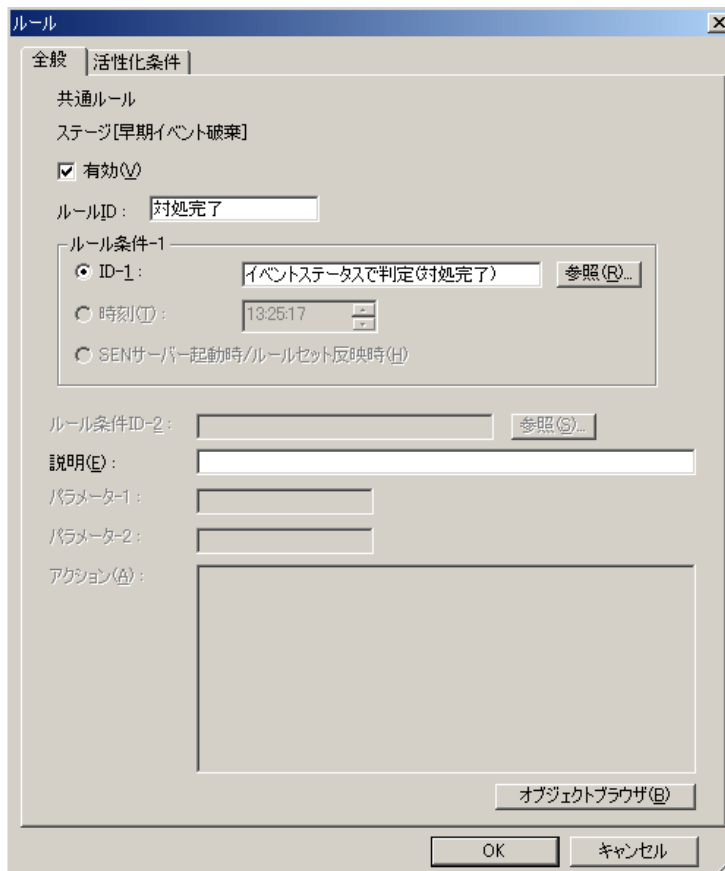 ルール
全般 活性化条件
共通ルール
ステージ[早期イベント破棄]
有効(V)
ルールID： 対処完了
ルール条件-1
ID-1： イベントステータスで判定(対処完了) 参照(R)...
時刻(T)： 13:25:17
SENサーバー起動時/ルールセット反映時(H)
ルール条件ID-2： 参照(S)...
説明(E)：
パラメーター1：
パラメーター2：
アクション(A)：
オブジェクトブラウザ(B)
OK キャンセル